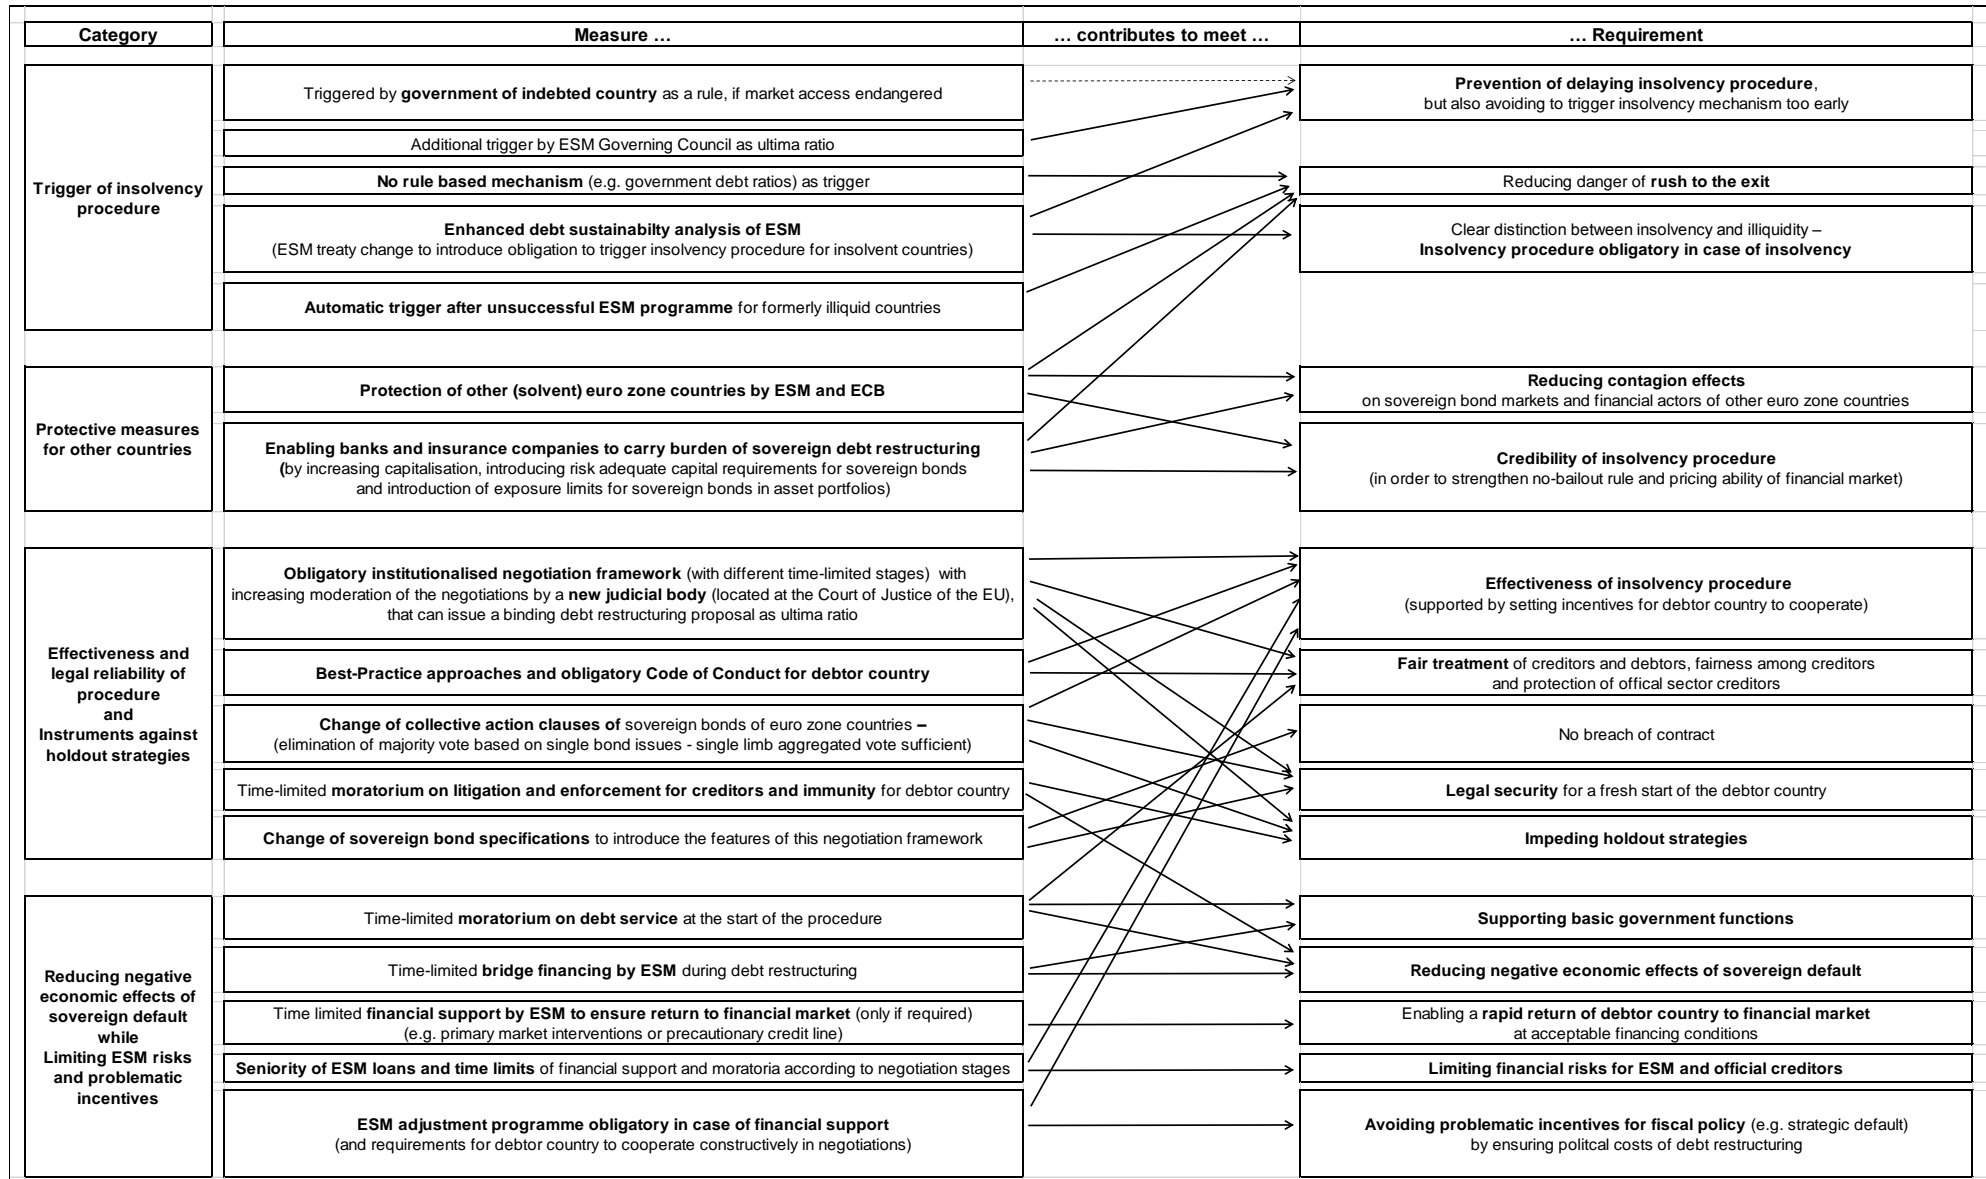 Category
Measure …
… contributes to meet …
… Requirement
Trigger of insolvency
procedure
Triggered by government of indebted country as a rule, if market access endangered
Additional trigger by ESM Governing Council as ultima ratio
No rule based mechanism (e.g. government debt ratios) as trigger
Enhanced debt sustainabilty analysis of ESM
(ESM treaty change to introduce obligation to trigger insolvency procedure for insolvent countries)
Automatic trigger after unsuccessful ESM programme for formerly illiquid countries
Prevention of delaying insolvency procedure,
but also avoiding to trigger insolvency mechanism too early
Reducing danger of rush to the exit
Clear distinction between insolvency and illiquidity –
Insolvency procedure obligatory in case of insolvency
Protective measures
for other countries
Protection of other (solvent) euro zone countries by ESM and ECB
Enabling banks and insurance companies to carry burden of sovereign debt restructuring
(by increasing capitalisation, introducing risk adequate capital requirements for sovereign bonds
and introduction of exposure limits for sovereign bonds in asset portfolios)
Reducing contagion effects
on sovereign bond markets and financial actors of other euro zone countries
Credibility of insolvency procedure
(in order to strengthen no-bailout rule and pricing ability of financial market)
Effectiveness and
legal reliability of
procedure
and
Instruments against
holdout strategies
Obligatory institutionalised negotiation framework (with different time-limited stages) with
increasing moderation of the negotiations by a new judicial body (located at the Court of Justice of the EU),
that can issue a binding debt restructuring proposal as ultima ratio
Best-Practice approaches and obligatory Code of Conduct for debtor country
Change of collective action clauses of sovereign bonds of euro zone countries –
(elimination of majority vote based on single bond issues - single limb aggregated vote sufficient)
Time-limited moratorium on litigation and enforcement for creditors and immunity for debtor country
Change of sovereign bond specifications to introduce the features of this negotiation framework
Effectiveness of insolvency procedure
(supported by setting incentives for debtor country to cooperate)
Fair treatment of creditors and debtors, fairness among creditors
and protection of offical sector creditors
No breach of contract
Legal security for a fresh start of the debtor country
Impeding holdout strategies
Reducing negative
economic effects of
sovereign default
while
Limiting ESM risks
and problematic
incentives
Time-limited moratorium on debt service at the start of the procedure
Time-limited bridge financing by ESM during debt restructuring
Time limited financial support by ESM to ensure return to financial market (only if required)
(e.g. primary market interventions or precautionary credit line)
Seniority of ESM loans and time limits of financial support and moratoria according to negotiation stages
ESM adjustment programme obligatory in case of financial support
(and requirements for debtor country to cooperate constructively in negotiations)
Supporting basic government functions
Reducing negative economic effects of sovereign default
Enabling a rapid return of debtor country to financial market
at acceptable financing conditions
Limiting financial risks for ESM and official creditors
Avoiding problematic incentives for fiscal policy (e.g. strategic default)
by ensuring politcal costs of debt restructuring